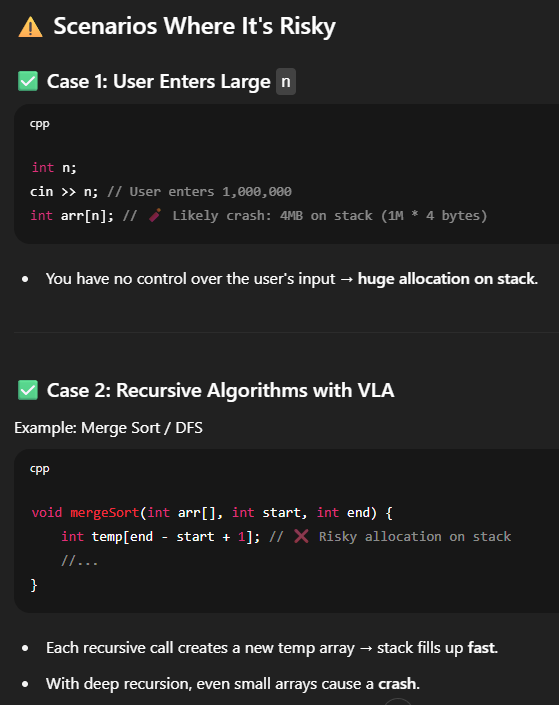 ⚠️ Scenarios Where It's Risky
✅ Case 1: User Enters Large n
cpp
int n;
cin >> n; // User enters 1,000,000
int arr[n]; // 🧨 Likely crash: 4MB on stack (1M * 4 bytes)
• You have no control over the user's input → huge allocation on stack.
✅ Case 2: Recursive Algorithms with VLA
Example: Merge Sort / DFS
cpp
void mergeSort(int arr[], int start, int end) {
    int temp[end - start + 1]; // ❌ Risky allocation on stack
    //...
}
• Each recursive call creates a new temp array → stack fills up fast.
• With deep recursion, even small arrays cause a crash.